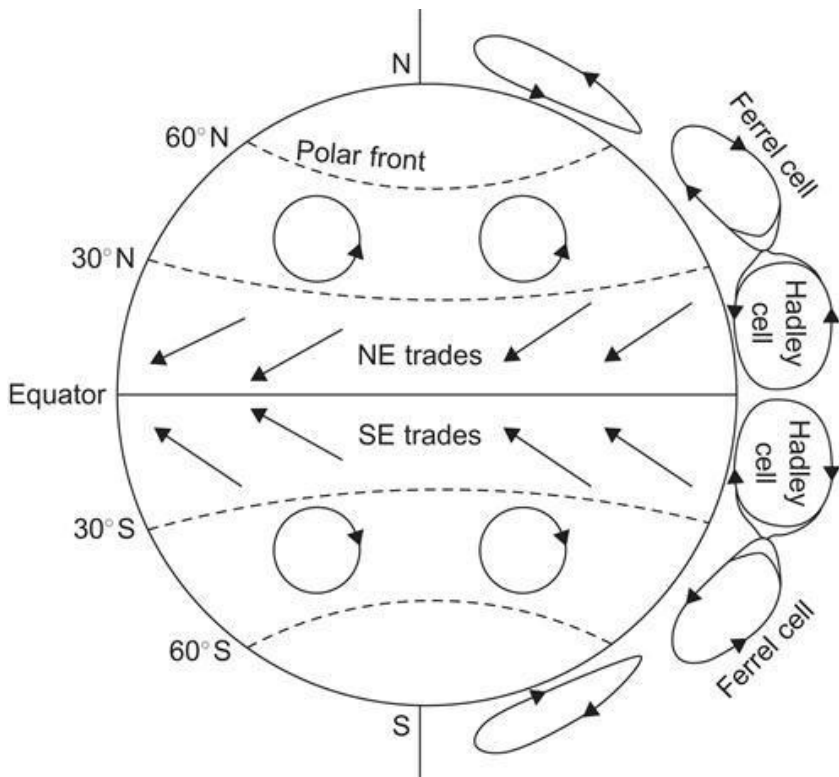 N
60°N
Polar front
Ferrel cell
30°N
Hadley
cell
NE trades
Equator
SE trades
Hadley
cell
30°S
60°S
Ferrel cell
S